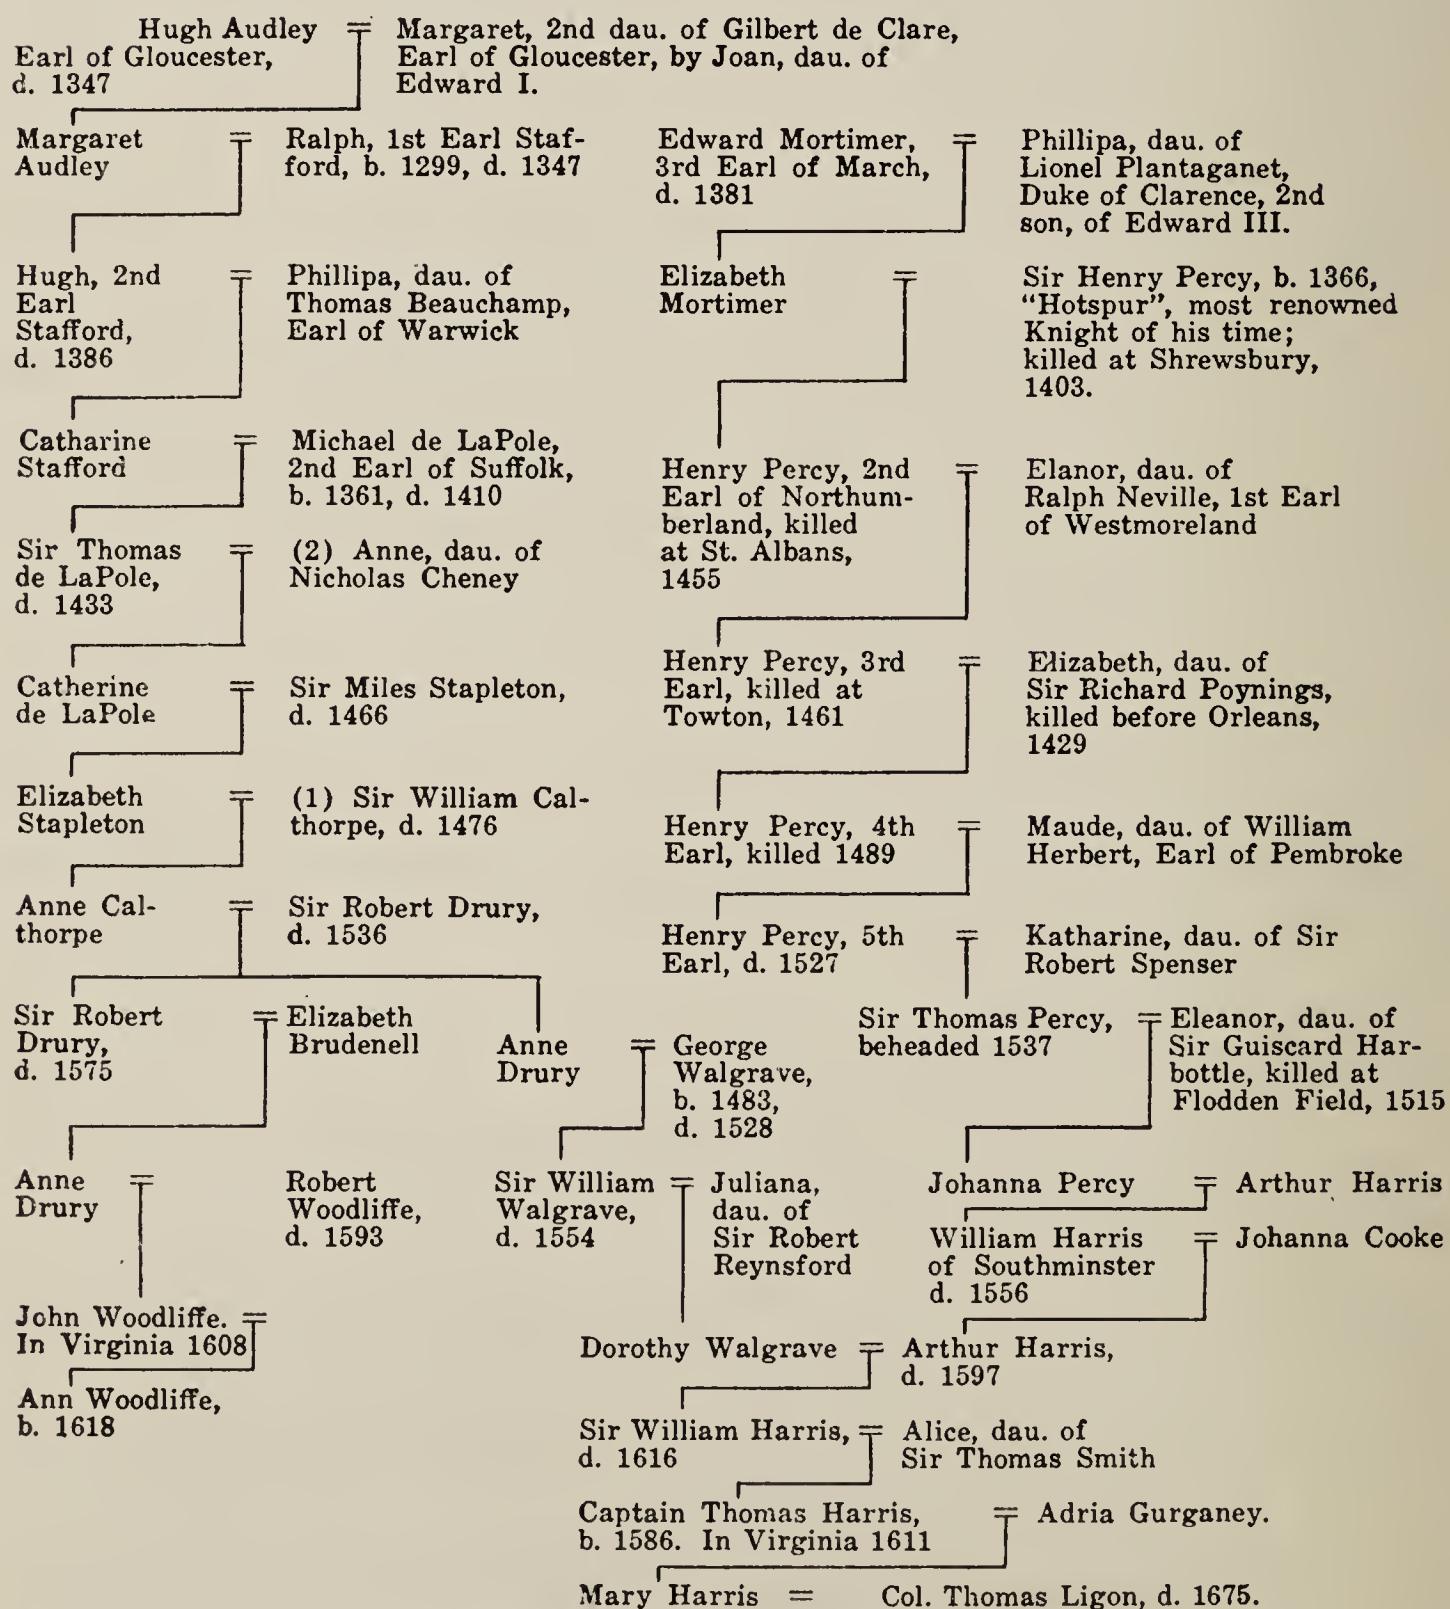 Hugh Audley = Margaret, 2nd dau. of Gilbert de Clare,
Earl of Gloucester, Earl of Gloucester, by Joan, dau. of
d. 1347 Edward I.
Margaret = Ralph, 1st Earl Staf-
Audley ford, b. 1299, d. 1347
Edward Mortimer, = Phillipa, dau. of
3rd Earl of March, Lionel Plantaganet,
d. 1381 Duke of Clarence, 2nd
son, of Edward III.
Hugh, 2nd = Phillipa, dau. of
Earl Thomas Beauchamp,
Stafford, Earl of Warwick
d. 1386
Elizabeth = Sir Henry Percy, b. 1366,
Mortimer "Hotspur", most renowned
Knight of his time;
killed at Shrewsbury,
1403.
Catharine = Michael de LaPole,
Stafford 2nd Earl of Suffolk,
b. 1361, d. 1410
Henry Percy, 2nd = Elanor, dau. of
Earl of Northum- Ralph Neville, 1st Earl
berland, killed of Westmoreland
at St. Albans,
1455
Sir Thomas = (2) Anne, dau. of
de LaPole, Nicholas Cheney
d. 1433
Henry Percy, 3rd = Elizabeth, dau. of
Earl, killed at Sir Richard Poynings,
Towton, 1461 killed before Orleans,
1429
Catherine = Sir Miles Stapleton,
de LaPole d. 1466
Elizabeth = (1) Sir William Cal-
Stapleton thorpe, d. 1476
Henry Percy, 4th = Maude, dau. of William
Earl, killed 1489 Herbert, Earl of Pembroke
Anne Cal- = Sir Robert Drury,
thorpe d. 1536
Henry Percy, 5th = Katharine, dau. of Sir
Earl, d. 1527 Robert Spenser
Sir Robert = Elizabeth
Drury, Brudenell
d. 1575
Anne = George
Drury Walgrave,
b. 1483,
d. 1528
Sir Thomas Percy, = Eleanor, dau. of
beheaded 1537 Sir Guiscard Har-
bottle, killed at
Flodden Field, 1515
Anne = Robert
Drury Woodliffe,
d. 1593
Sir William = Juliana,
Walgrave, dau. of
d. 1554 Sir Robert
Reynsford
Johanna Percy = Arthur Harris
William Harris = Johanna Cooke
of Southminster
d. 1556
John Woodliffe. =
In Virginia 1608
Dorothy Walgrave = Arthur Harris,
d. 1597
Ann Woodliffe,
b. 1618
Sir William Harris, = Alice, dau. of
d. 1616 Sir Thomas Smith
Captain Thomas Harris, = Adria Gurganey.
b. 1586. In Virginia 1611
Mary Harris = Col. Thomas Ligon, d. 1675.